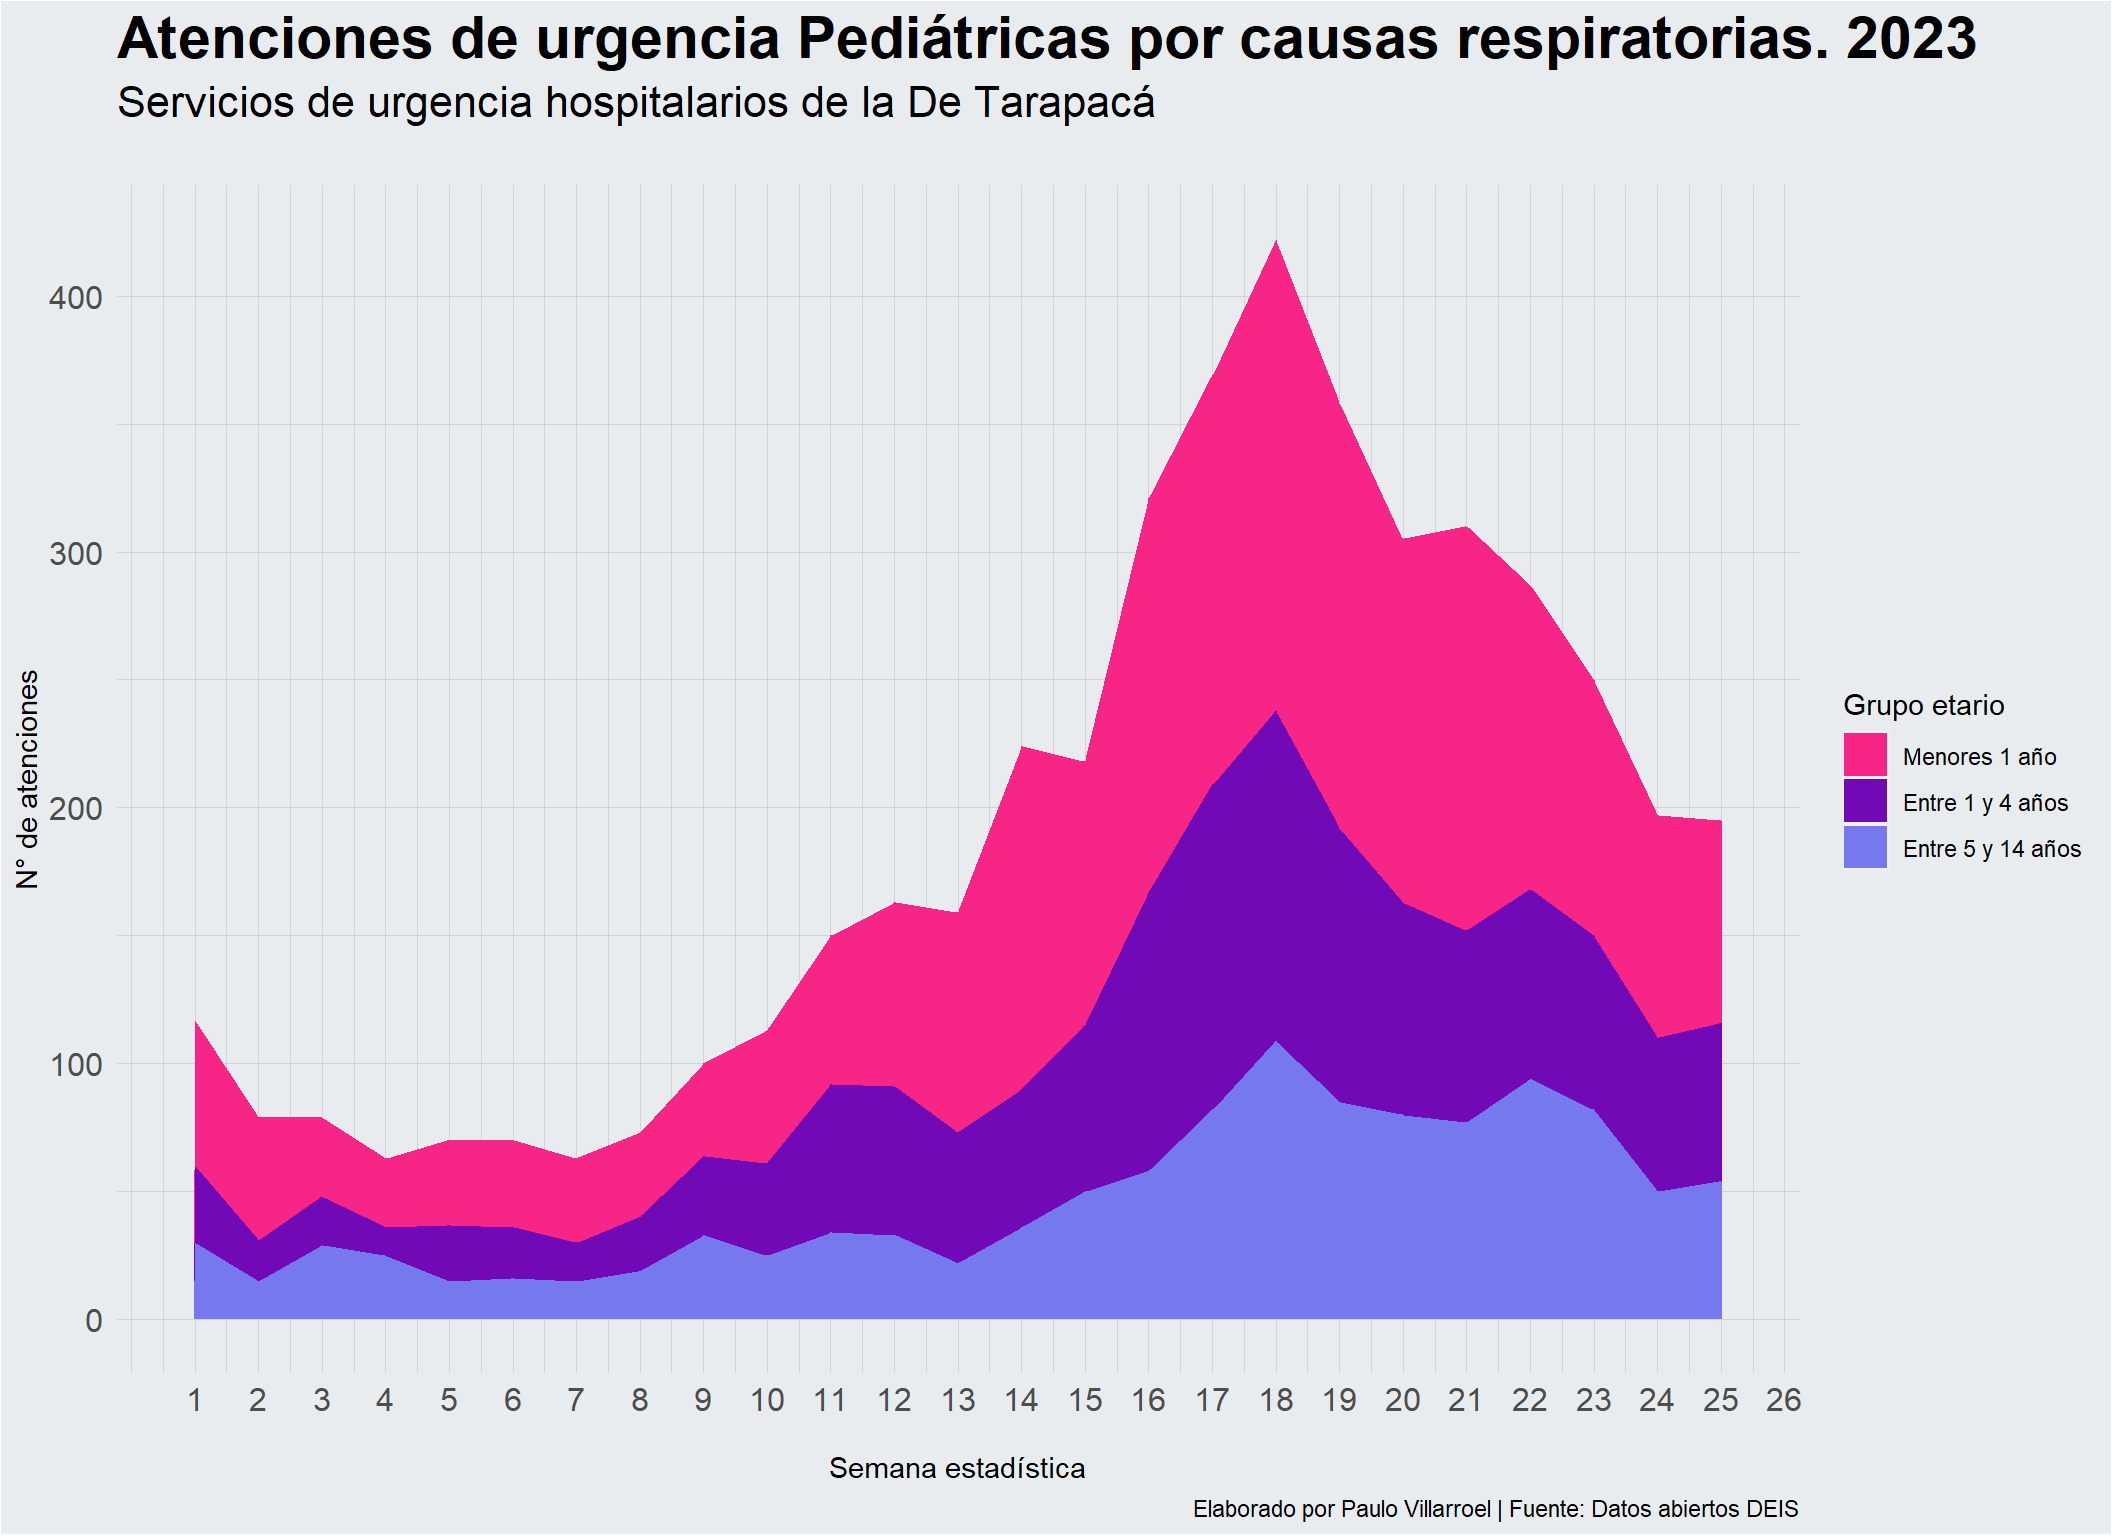 Atenciones de urgencia Pediátricas por causas respiratorias. 2023
Servicios de urgencia hospitalarios de la De Tarapacá
400
300
200
100
0
N° de atenciones
1 2 3 4 5 6 7 8 9 10 11 12 13 14 15 16 17 18 19 20 21 22 23 24 25 26
Semana estadística
Grupo etario
Menores 1 año
Entre 1 y 4 años
Entre 5 y 14 años
Elaborado por Paulo Villarroel | Fuente: Datos abiertos DEIS